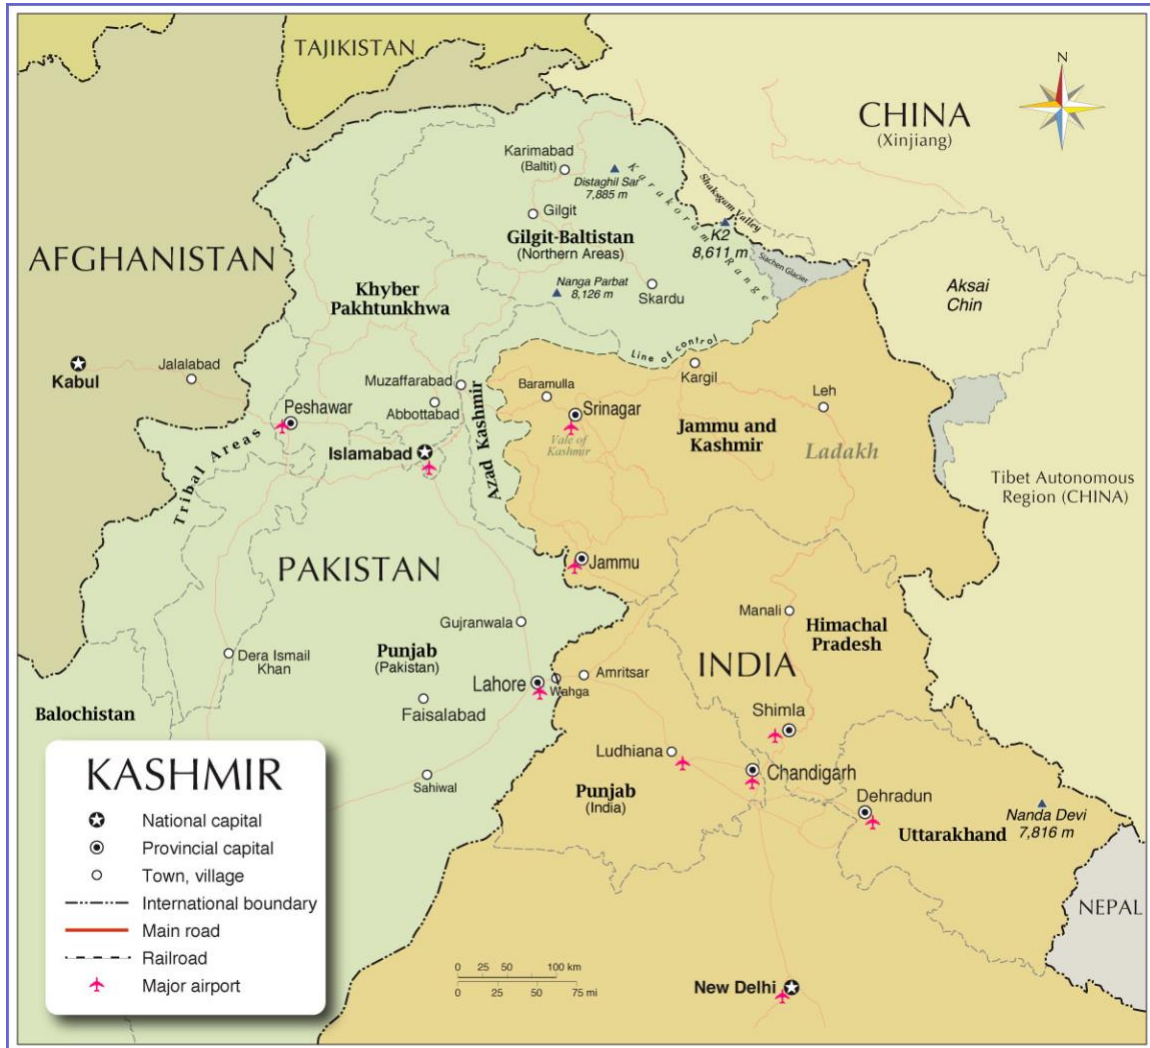 TAJIKISTAN
N
CHINA
(Xinjiang)
Karimabad
(Baltit)
Distaghil Sar
7,885 m
Karakoram Range
Shaksgam Valley
Gilgit
K2
8,611 m
Gilgit-Baltistan
(Northern Areas)
AFGHANISTAN
Siachen Glacier
Nanga Parbat
8,126 m
Skardu
Aksai
Chin
Khyber
Pakhtunkhwa
Line of control
Kabul
Jalalabad
Muzaffarabad
Abbottabad
Azad Kashmir
Baramulla
Kargil
Leh
Peshawar
Srinagar
Vale of
Kashmir
Jammu and
Kashmir
Ladakh
Tribal Areas
Islamabad
Tibet Autonomous
Region (CHINA)
PAKISTAN
Jammu
Manali
Himachal
Pradesh
Gujranwala
Dera Ismail
Khan
Punjab
(Pakistan)
INDIA
Lahore
Wahga
Amritsar
Faisalabad
Balochistan
Shimla
Ludhiana
Chandigarh
Sahiwal
Punjab
(India)
Dehradun
Uttarakhand
Nanda Devi
7,816 m
NEPAL
New Delhi
KASHMIR
National capital
Provincial capital
Town, village
International boundary
Main road
Railroad
Major airport
0 25 50 100 km
0 25 50 75 mi